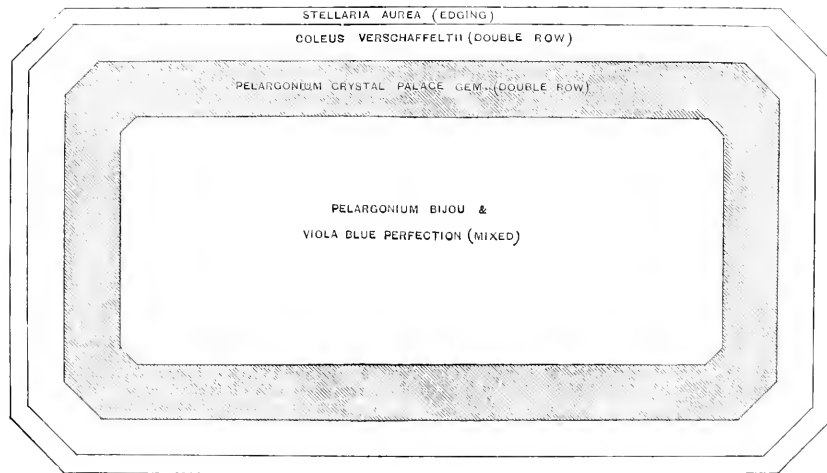 STELLARIA AUREA (EDGING)
COLEUS VERSCHAFFELTII (DOUBLE ROW)
PELARGONIUM CRYSTAL PALACE GEM (DOUBLE ROW)
PELARGONIUM BIJOU &
VIOLA BLUE PERFECTION (MIXED)